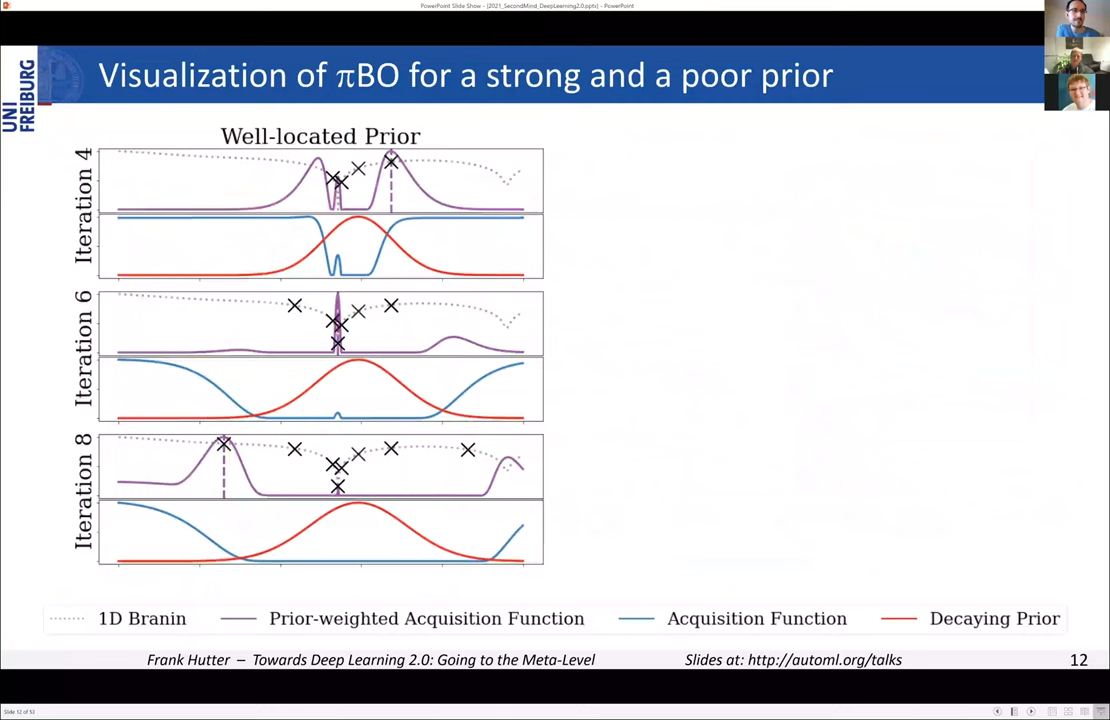 PowerPoint Slide Show - [2021_SecondMind_DeepLearning2.0.pptx] - PowerPoint
UNI
FREIBURG
Visualization of πBO for a strong and a poor prior
Well-located Prior
Iteration 4
Iteration 6
Iteration 8
1D Branin
Prior-weighted Acquisition Function
Acquisition Function
Decaying Prior
Frank Hutter – Towards Deep Learning 2.0: Going to the Meta-Level
Slides at: http://automl.org/talks
12
Slide 12 of 53